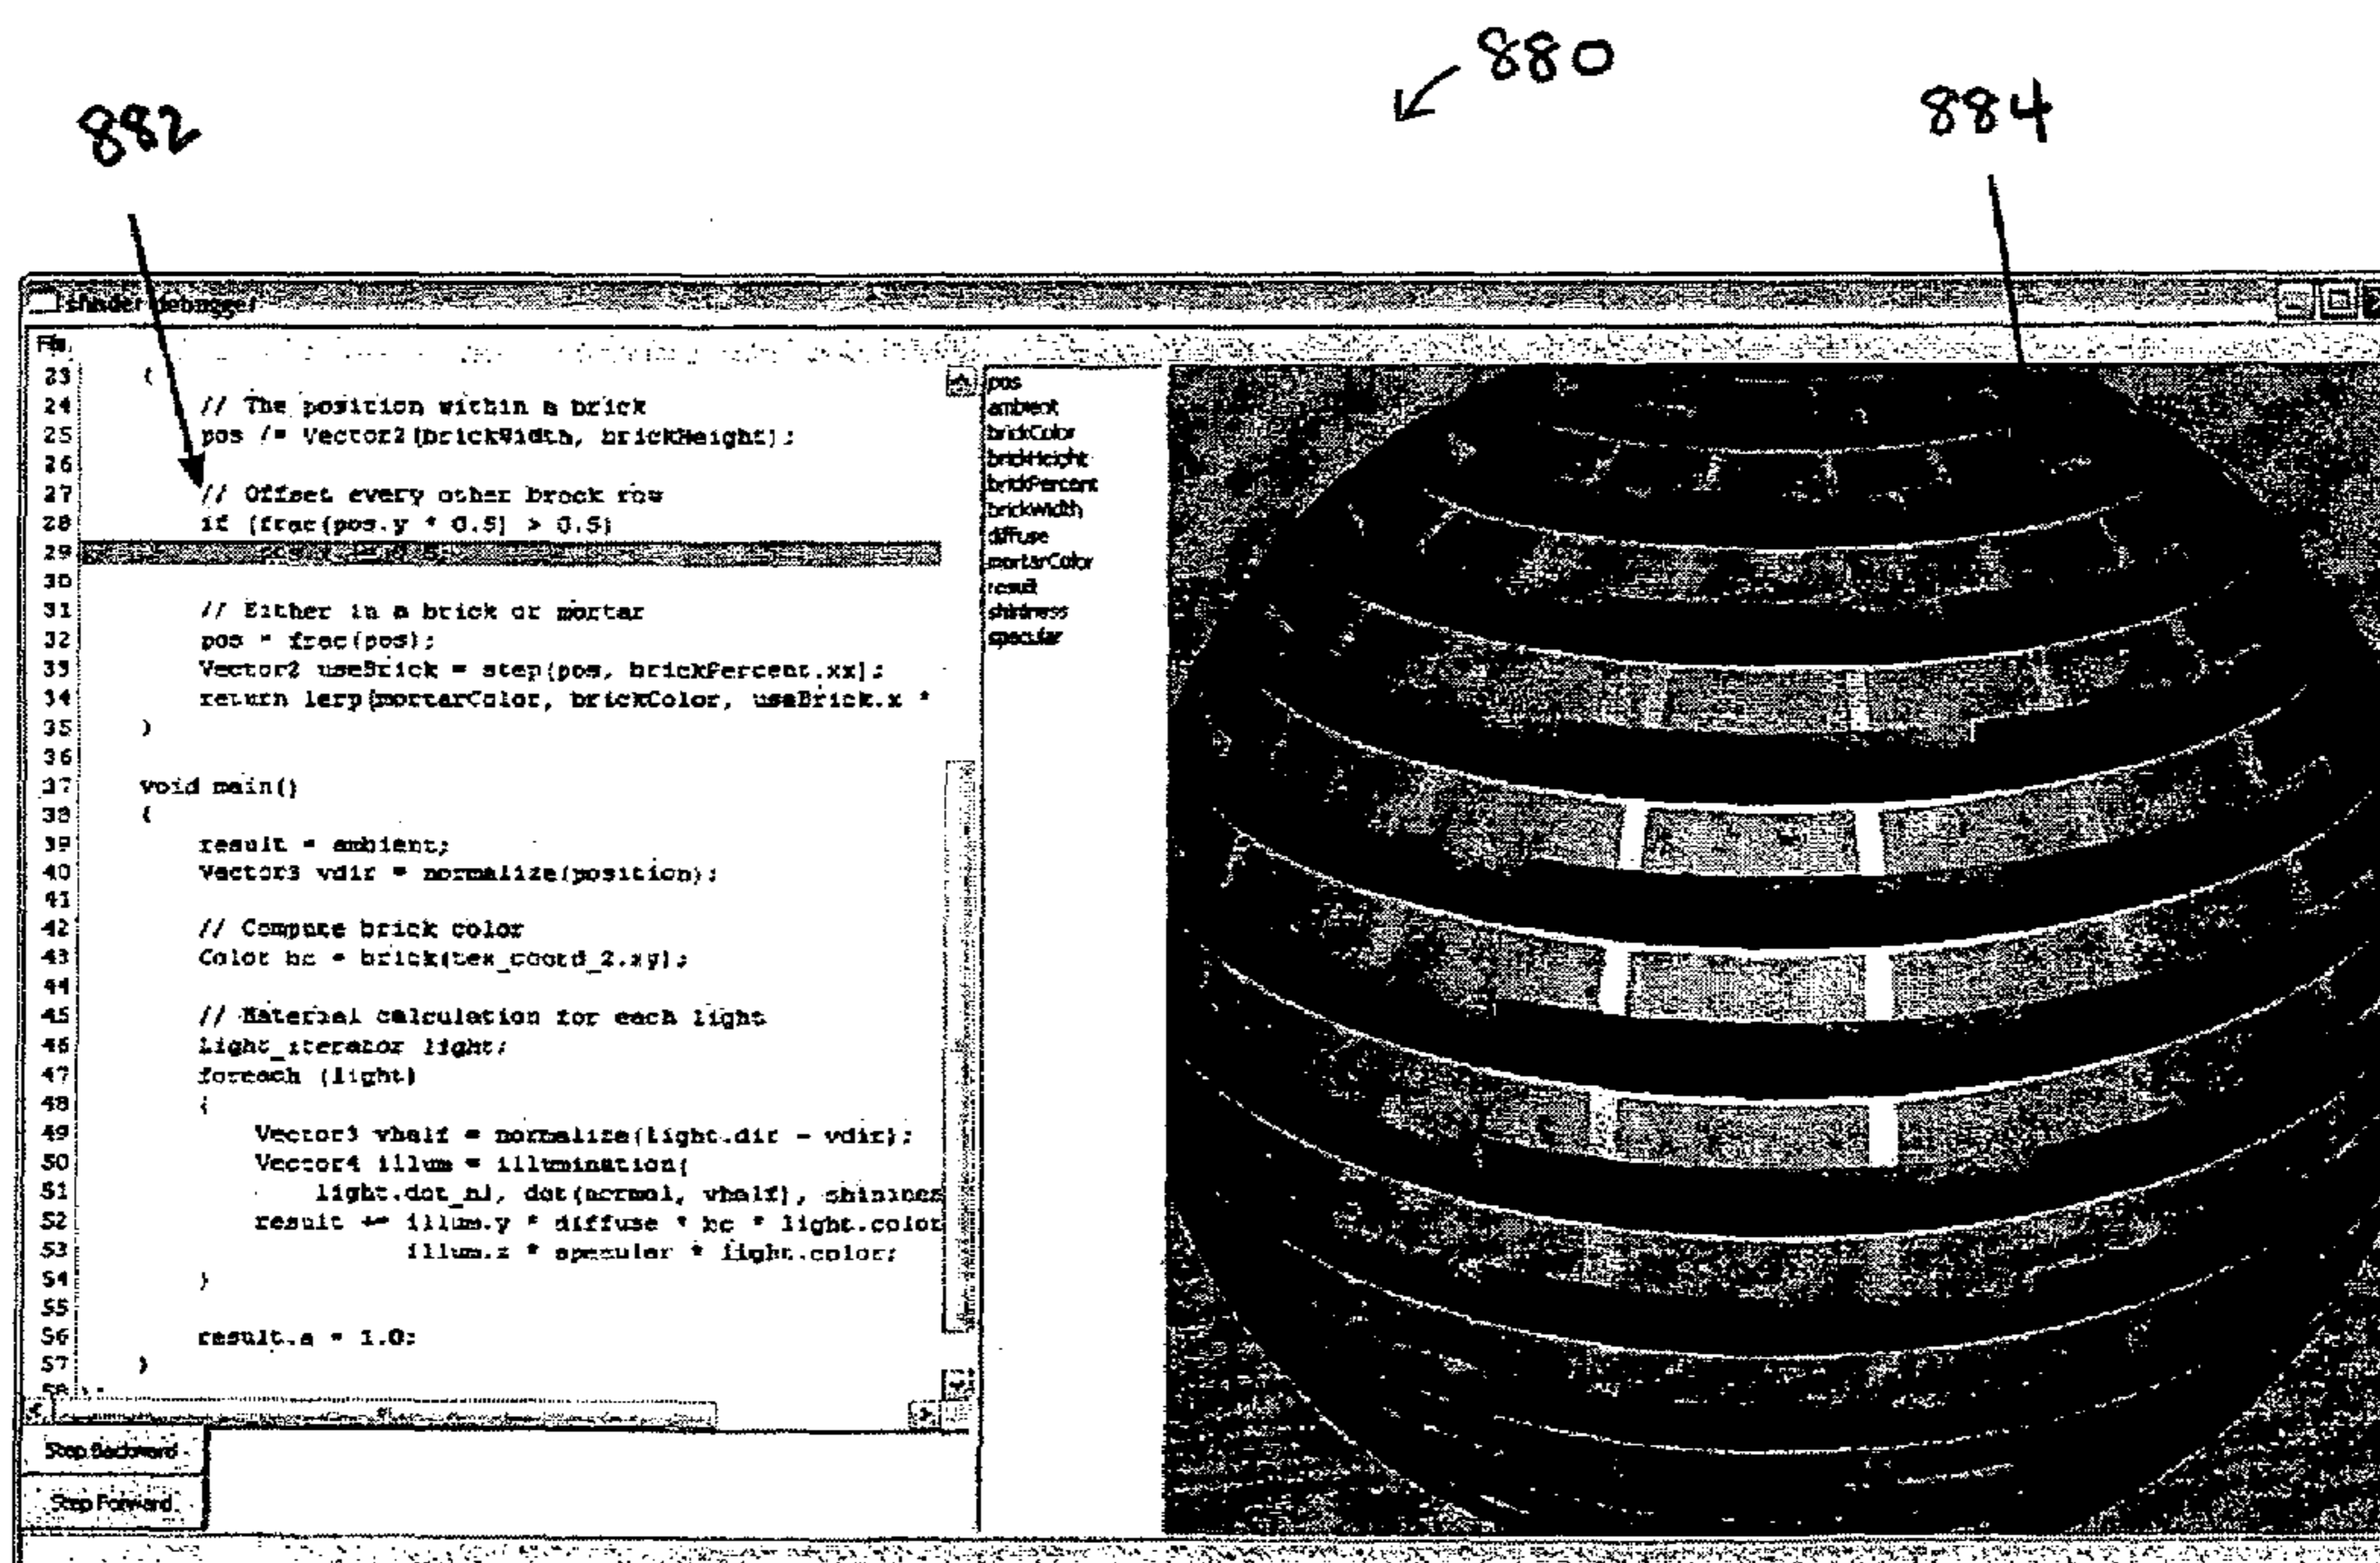 880
882
884
shader debugger
File
23 {
24 // The position within a brick
25 pos /= Vector2(brickWidth, brickHeight);
26
27 // Offset every other brock row
28 if (frac(pos.y * 0.5) > 0.5)
29
30
31 // Either in a brick or mortar
32 pos = frac(pos);
33 Vector2 useBrick = step(pos, brickPercent.xx);
34 return lerp(mortarColor, brickColor, useBrick.x *
35 }
36
37 void main()
38 {
39 result = ambient;
40 Vector3 vdir = normalize(position);
41
42 // Compute brick color
43 Color bc = brick(tex_coord_2.xy);
44
45 // Material calculation for each light
46 Light_iterator light;
47 foreach (light)
48 {
49 Vector3 vhalf = normalize(light.dir - vdir);
50 Vector4 illum = illumination(
51 light.dot_nl, dot(normal, vhalf), shinines
52 result += illum.y * diffuse * bc * light.color
53 illum.z * specular * light.color;
54 }
55
56 result.a = 1.0;
57 }
58
pos
ambient
brickColor
brickHeight
brickPercent
brickWidth
diffuse
mortarColor
result
shininess
specular
Step Backward
Step Forward